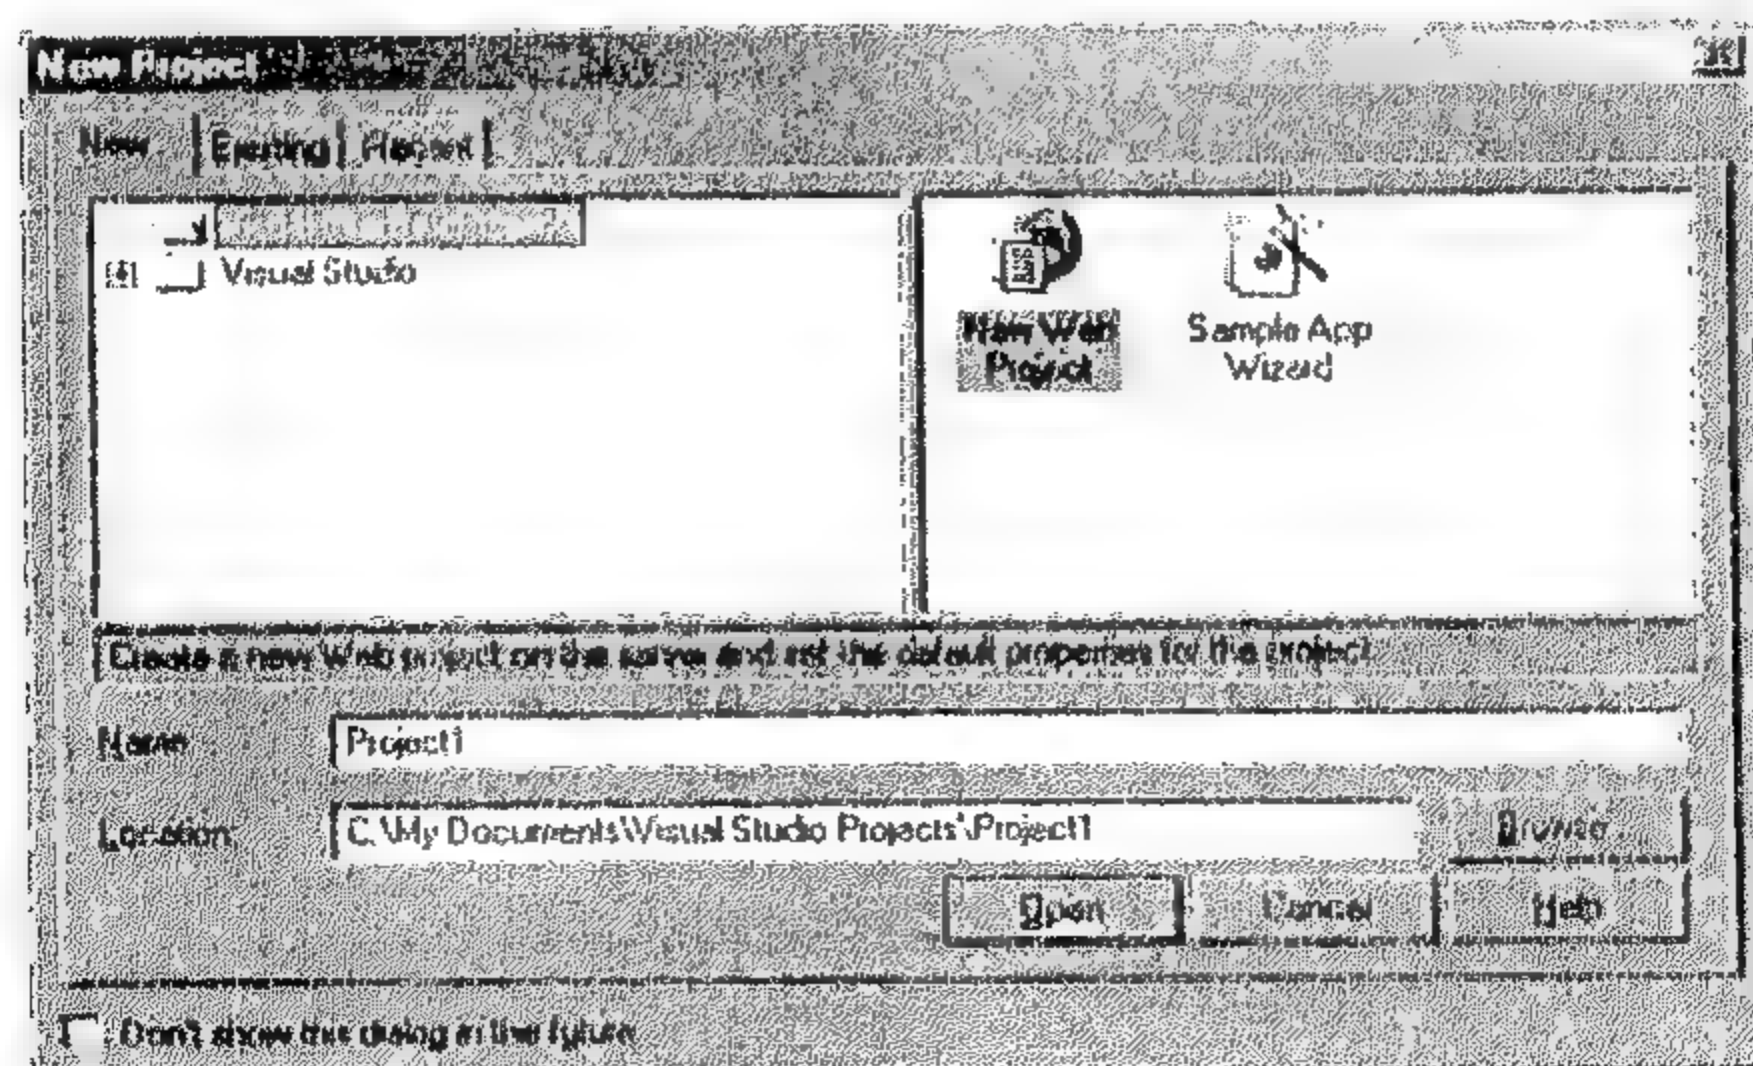 New Project
New
Existing
Recent
Visual Studio
New Web
Project
Sample App
Wizard
Create a new Web project on the server and set the default properties for the project.
Name
Project1
Location
C:\My Documents\Visual Studio Projects\Project1
Browse
Open
Cancel
Help
Don't show this dialog in the future